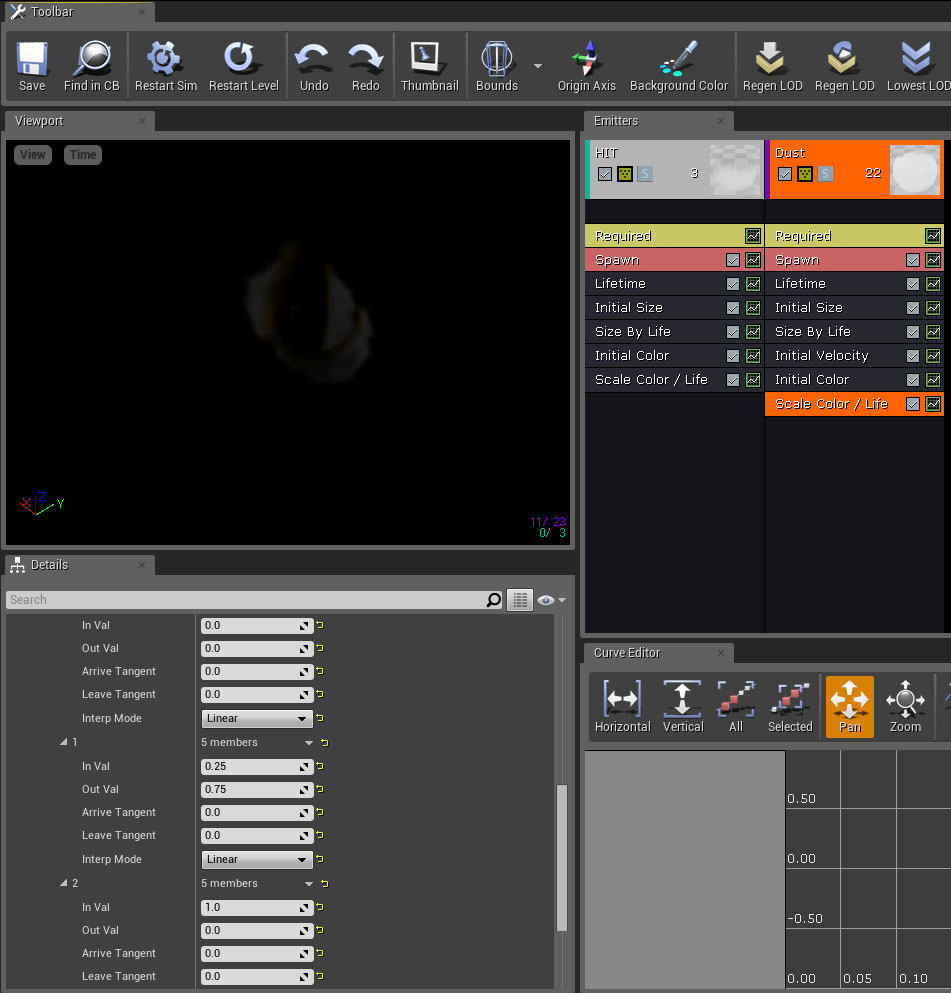 Toolbar
Save
Find in CB
Restart Sim
Restart Level
Undo
Redo
Thumbnail
Bounds
Origin Axis
Background Color
Regen LOD
Regen LOD
Lowest LOD
Viewport
View
Time
X
Z
Y
11/ 23
0/ 3
Emitters
HIT
S
3
Dust
S
22
Required
Spawn
Lifetime
Initial Size
Size By Life
Initial Color
Scale Color / Life
Required
Spawn
Lifetime
Initial Size
Size By Life
Initial Velocity
Initial Color
Scale Color / Life
Details
Search
In Val 0.0
Out Val 0.0
Arrive Tangent 0.0
Leave Tangent 0.0
Interp Mode Linear
1 5 members
In Val 0.25
Out Val 0.75
Arrive Tangent 0.0
Leave Tangent 0.0
Interp Mode Linear
2 5 members
In Val 1.0
Out Val 0.0
Arrive Tangent 0.0
Leave Tangent 0.0
Curve Editor
Horizontal
Vertical
All
Selected
Pan
Zoom
0.50
0.00
-0.50
0.00 0.05 0.10